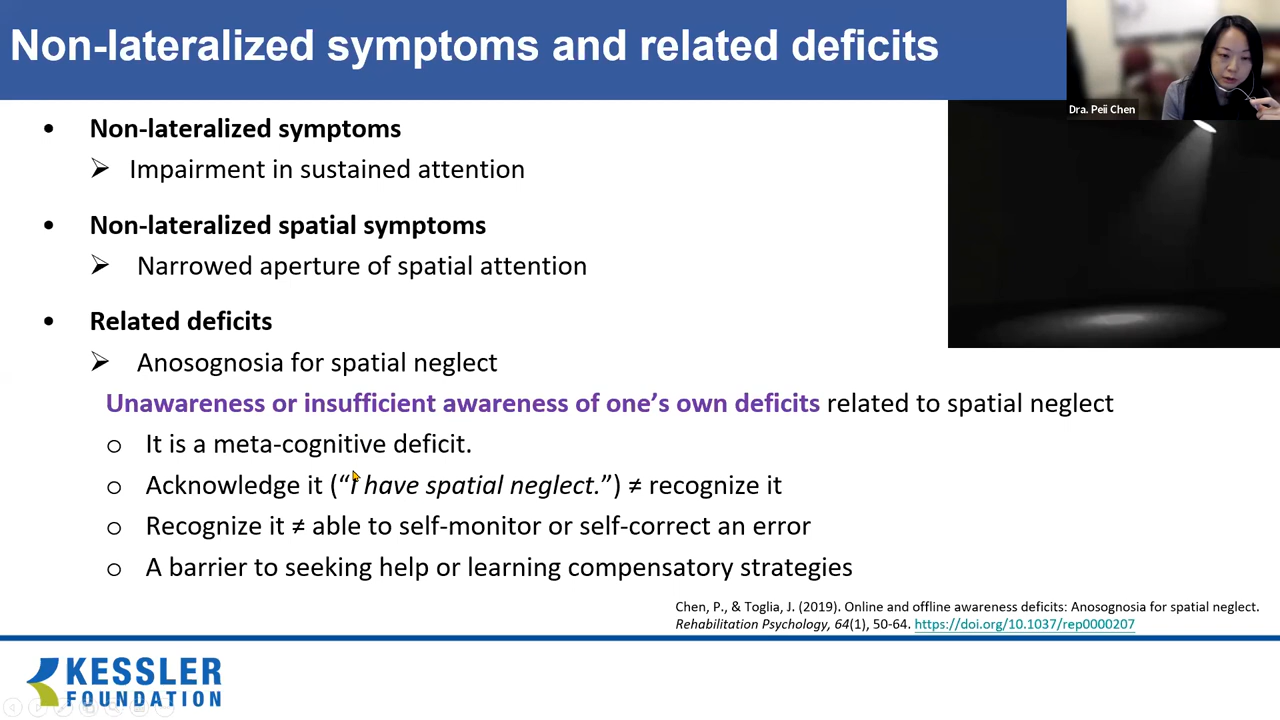 Non-lateralized symptoms and related deficits
Dra. Peii Chen
• Non-lateralized symptoms
➢ Impairment in sustained attention
• Non-lateralized spatial symptoms
➢ Narrowed aperture of spatial attention
• Related deficits
➢ Anosognosia for spatial neglect
Unawareness or insufficient awareness of one’s own deficits related to spatial neglect
o It is a meta-cognitive deficit.
o Acknowledge it (“I have spatial neglect.”) ≠ recognize it
o Recognize it ≠ able to self-monitor or self-correct an error
o A barrier to seeking help or learning compensatory strategies
Chen, P., & Toglia, J. (2019). Online and offline awareness deficits: Anosognosia for spatial neglect.
Rehabilitation Psychology, 64(1), 50-64. https://doi.org/10.1037/rep0000207
KESSLER
FOUNDATION